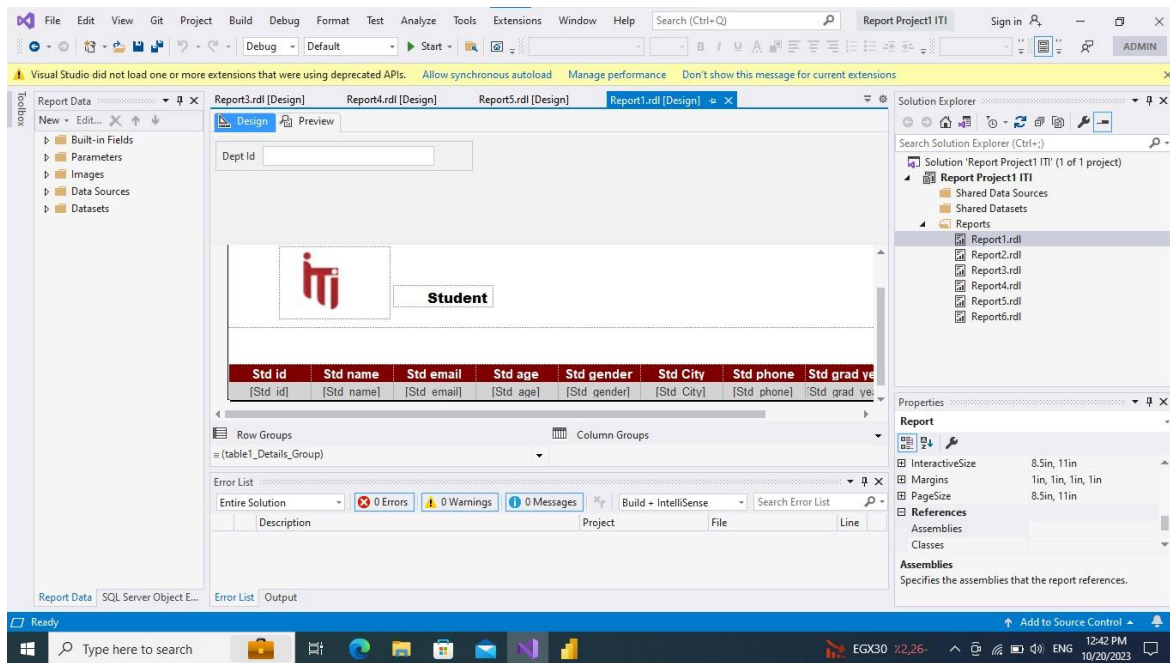 File Edit View Git Project Build Debug Format Test Analyze Tools Extensions Window Help Search (Ctrl+Q) Report Project1 ITI Sign in
Debug Default Start B I U A ADMIN
Visual Studio did not load one or more extensions that were using deprecated APIs. Allow synchronous autoload Manage performance Don't show this message for current extensions
Toolbox
Report Data
New Edit...
Built-in Fields
Parameters
Images
Data Sources
Datasets
Report3.rdl [Design] Report4.rdl [Design] Report5.rdl [Design] Report1.rdl [Design]
Design Preview
Dept Id
iTi
Student
Std id Std name Std email Std age Std gender Std City Std phone Std grad ye
[Std id] [Std name] [Std email] [Std age] [Std gender] [Std City] [Std phone] [Std grad yea
Row Groups Column Groups
(table1_Details_Group)
Error List
Entire Solution 0 Errors 0 Warnings 0 Messages Build + IntelliSense Search Error List
Description Project File Line
Report Data SQL Server Object E... Error List Output
Solution Explorer
Search Solution Explorer (Ctrl+;)
Solution 'Report Project1 ITI' (1 of 1 project)
Report Project1 ITI
Shared Data Sources
Shared Datasets
Reports
Report1.rdl
Report2.rdl
Report3.rdl
Report4.rdl
Report5.rdl
Report6.rdl
Properties
Report
InteractiveSize 8.5in, 11in
Margins 1in, 1in, 1in, 1in
PageSize 8.5in, 11in
References
Assemblies
Classes
Assemblies
Specifies the assemblies that the report references.
Ready Add to Source Control
Type here to search EGX30 %2,26- ENG 12:42 PM
10/20/2023